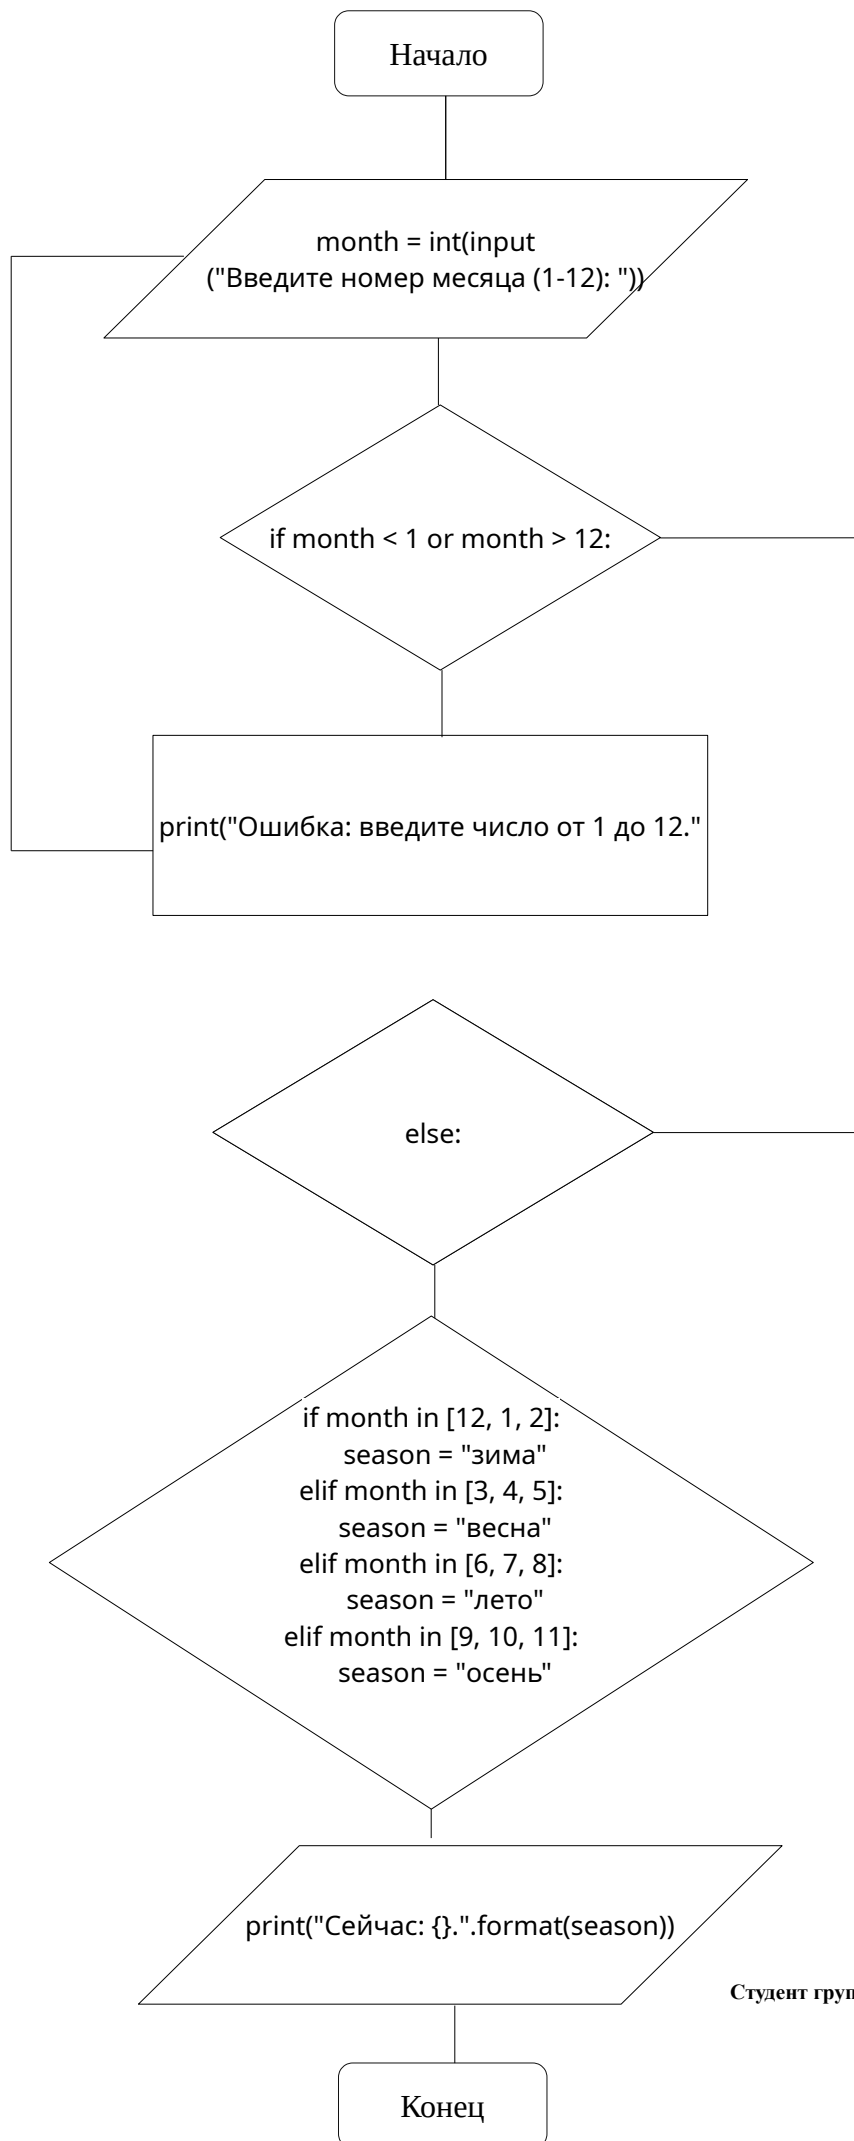 Начало
month = int(input
("Введите номер месяца (1-12): "))
if month < 1 or month > 12:
print("Ошибка: введите число от 1 до 12."
else:
if month in [12, 1, 2]:
season = "зима"
elif month in [3, 4, 5]:
season = "весна"
elif month in [6, 7, 8]:
season = "лето"
elif month in [9, 10, 11]:
season = "осень"
print("Сейчас: {}.".format(season))
Студент
Конец